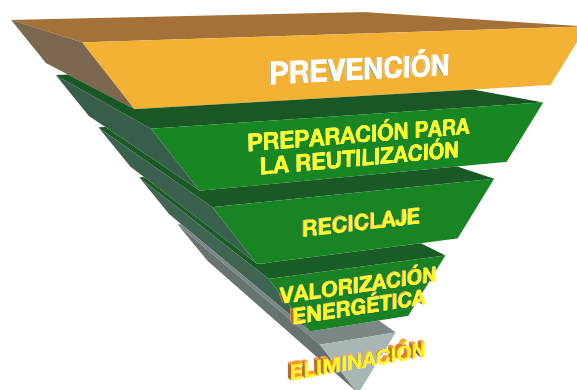 PREVENCIÓN
PREPARACIÓN PARA
LA REUTILIZACIÓN
RECICLAJE
VALORIZACIÓN
ENERGÉTICA
ELIMINACIÓN